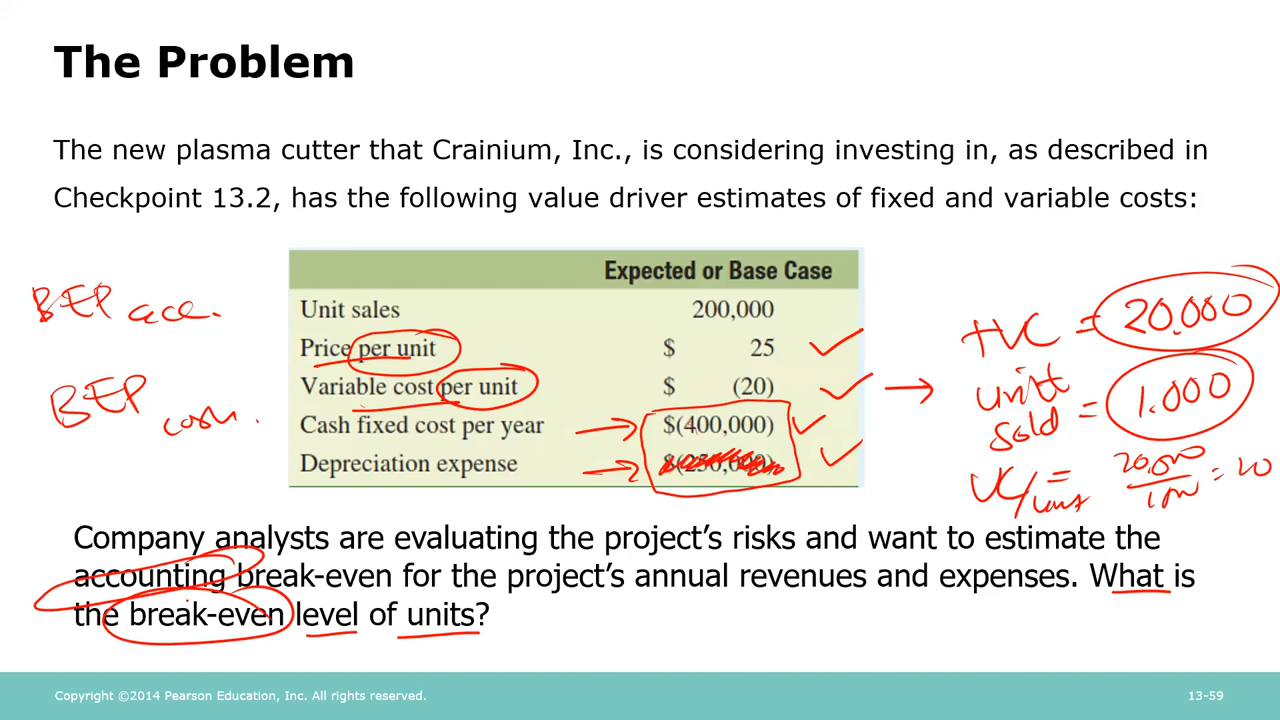 The Problem
The new plasma cutter that Crainium, Inc., is considering investing in, as described in
Checkpoint 13.2, has the following value driver estimates of fixed and variable costs:
Expected or Base Case
Unit sales 200,000
Price per unit $ 25
Variable cost per unit $ (20)
Cash fixed cost per year $(400,000)
Depreciation expense $(250,000)
BEP acc.
BEP cash.
TVC = 20.000
unit
sold = 1.000
VC/unit = 20.000 / 1000 = 20
Company analysts are evaluating the project’s risks and want to estimate the
accounting break-even for the project’s annual revenues and expenses. What is
the break-even level of units?
Copyright ©2014 Pearson Education, Inc. All rights reserved.
13-59